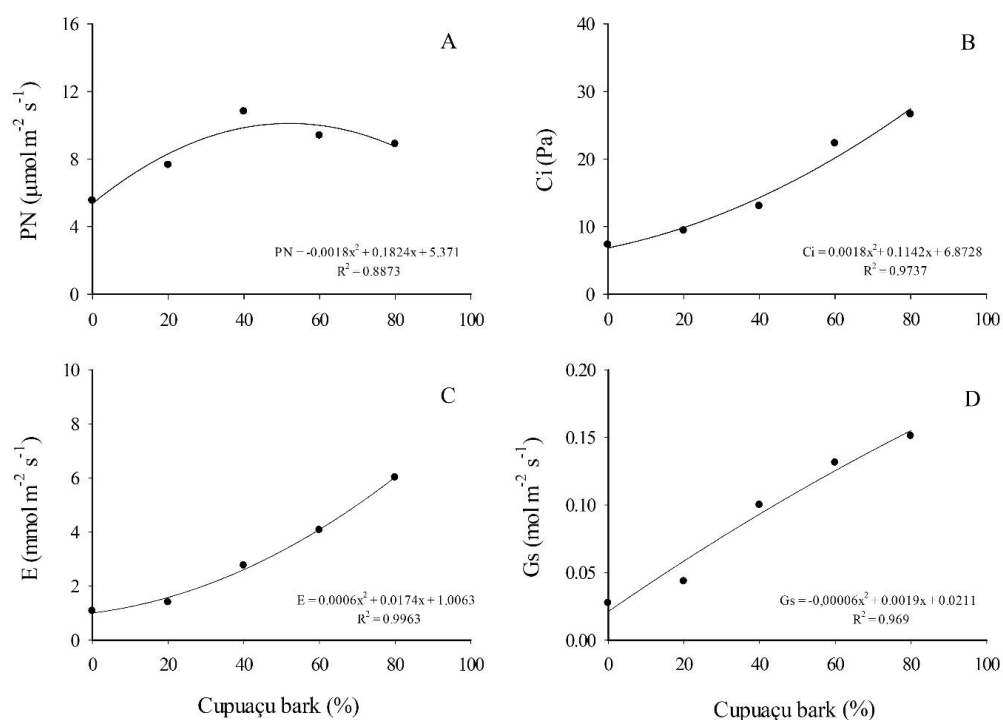 16
12
8
4
0
PN (μmol m⁻² s⁻¹)
A
PN = -0.0018x² + 0.1824x + 5.371
R² = 0.8873
0 20 40 60 80 100
40
30
20
10
0
Ci (Pa)
B
Ci = 0.0018x² + 0.1142x + 6.8728
R² = 0.9737
0 20 40 60 80 100
10
8
6
4
2
0
E (mmol m⁻² s⁻¹)
C
E = 0.0006x² + 0.0174x + 1.0063
R² = 0.9963
0 20 40 60 80 100
Cupuaçu bark (%)
0.20
0.15
0.10
0.05
0.00
Gs (mol m⁻² s⁻¹)
D
Gs = -0,00006x² + 0.0019x + 0.0211
R² = 0.969
0 20 40 60 80 100
Cupuaçu bark (%)